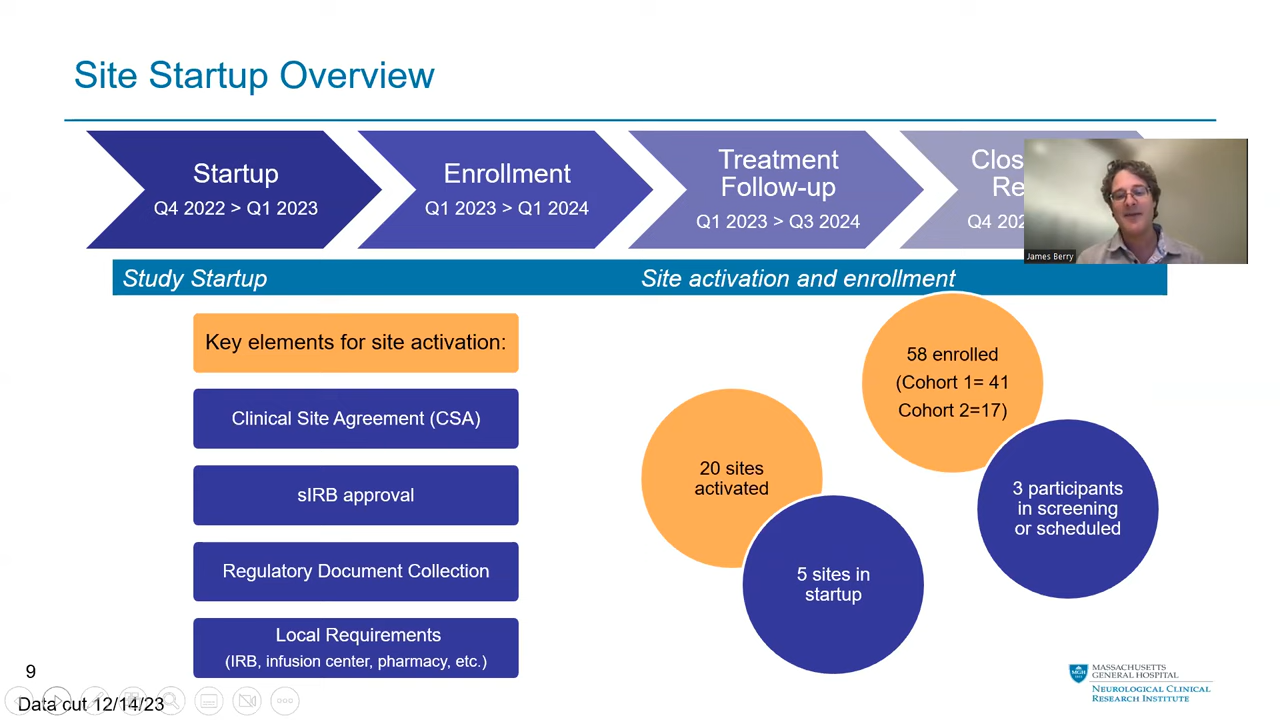 Site Startup Overview
Startup
Q4 2022 > Q1 2023
Enrollment
Q1 2023 > Q1 2024
Treatment
Follow-up
Q1 2023 > Q3 2024
James Berry
Study Startup
Site activation and enrollment
Key elements for site activation:
Clinical Site Agreement (CSA)
sIRB approval
Regulatory Document Collection
Local Requirements
(IRB, infusion center, pharmacy, etc.)
20 sites
activated
5 sites in
startup
58 enrolled
(Cohort 1= 41
Cohort 2=17)
3 participants
in screening
or scheduled
9
Data cut 12/14/23
MGH
MASSACHUSETTS
GENERAL HOSPITAL
NEUROLOGICAL CLINICAL
RESEARCH INSTITUTE